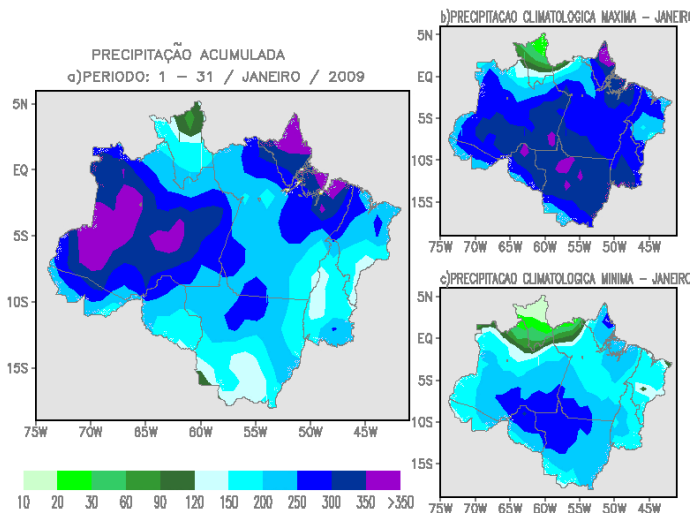 PRECIPITAÇÃO ACUMULADA
a)PERIODO: 1 – 31 / JANEIRO / 2009
5N
EQ
5S
10S
15S
75W 70W 65W 60W 55W 50W 45W
10 20 30 60 90 120 150 200 250 300 350 >350
b)PRECIPITACAO CLIMATOLOGICA MAXIMA – JANEIRO
5N
EQ
5S
10S
15S
75W 70W 65W 60W 55W 50W 45W
c)PRECIPITACAO CLIMATOLOGICA MINIMA – JANEIRO
5N
EQ
5S
10S
15S
75W 70W 65W 60W 55W 50W 45W